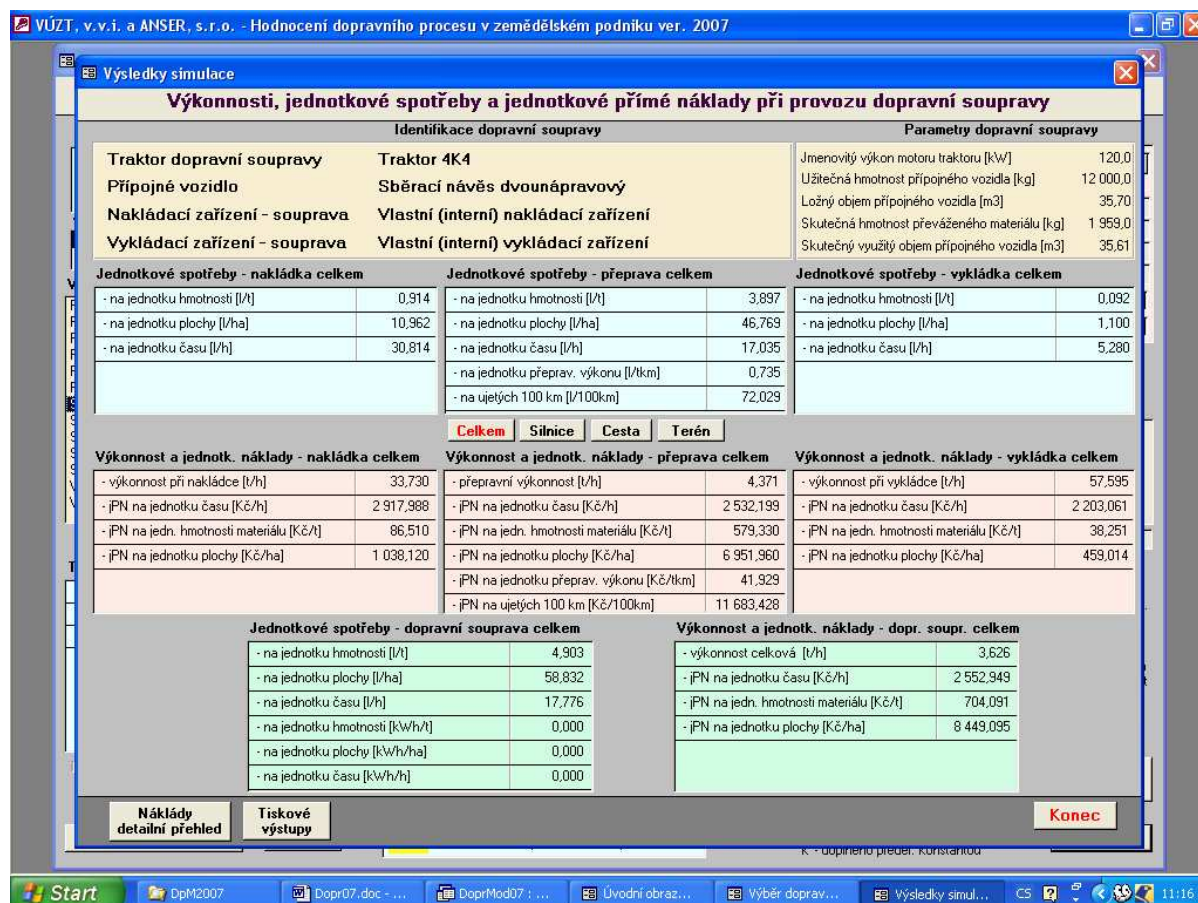 VÚZT, v.v.i. a ANSER, s.r.o. - Hodnocení dopravního procesu v zemědělském podniku ver. 2007
Výsledky simulace
Výkonnosti, jednotkové spotřeby a jednotkové přímé náklady při provozu dopravní soupravy
Identifikace dopravní soupravy
Traktor dopravní soupravy Traktor 4K4
Přípojné vozidlo Sběrací návěs dvounápravový
Nakládací zařízení - souprava Vlastní (interní) nakládací zařízení
Vykládací zařízení - souprava Vlastní (interní) vykládací zařízení
Parametry dopravní soupravy
Jmenovitý výkon motoru traktoru [kW] 120,0
Užitečná hmotnost přípojného vozidla [kg] 12 000,0
Ložný objem přípojného vozidla [m3] 35,70
Skutečná hmotnost převáženého materiálu [kg] 1 959,0
Skutečný využitý objem přípojného vozidla [m3] 35,61
Jednotkové spotřeby - nakládka celkem
- na jednotku hmotnosti [l/t] 0,914
- na jednotku plochy [l/ha] 10,962
- na jednotku času [l/h] 30,814
Jednotkové spotřeby - přeprava celkem
- na jednotku hmotnosti [l/t] 3,897
- na jednotku plochy [l/ha] 46,769
- na jednotku času [l/h] 17,035
- na jednotku přeprav. výkonu [l/tkm] 0,735
- na ujetých 100 km [l/100km] 72,029
Jednotkové spotřeby - vykládka celkem
- na jednotku hmotnosti [l/t] 0,092
- na jednotku plochy [l/ha] 1,100
- na jednotku času [l/h] 5,280
Celkem Silnice Cesta Terén
Výkonnost a jednotk. náklady - nakládka celkem
- výkonnost při nakládce [t/h] 33,730
- jPN na jednotku času [Kč/h] 2 917,988
- jPN na jedn. hmotnosti materiálu [Kč/t] 86,510
- jPN na jednotku plochy [Kč/ha] 1 038,120
Výkonnost a jednotk. náklady - přeprava celkem
- přepravní výkonnost [t/h] 4,371
- jPN na jednotku času [Kč/h] 2 532,199
- jPN na jedn. hmotnosti materiálu [Kč/t] 579,330
- jPN na jednotku plochy [Kč/ha] 6 951,960
- jPN na jednotku přeprav. výkonu [Kč/tkm] 41,929
- jPN na ujetých 100 km [Kč/100km] 11 683,428
Výkonnost a jednotk. náklady - vykládka celkem
- výkonnost při vykládce [t/h] 57,595
- jPN na jednotku času [Kč/h] 2 203,061
- jPN na jedn. hmotnosti materiálu [Kč/t] 38,251
- jPN na jednotku plochy [Kč/ha] 459,014
Jednotkové spotřeby - dopravní souprava celkem
- na jednotku hmotnosti [l/t] 4,903
- na jednotku plochy [l/ha] 58,832
- na jednotku času [l/h] 17,776
- na jednotku hmotnosti [kWh/t] 0,000
- na jednotku plochy [kWh/ha] 0,000
- na jednotku času [kWh/h] 0,000
Výkonnost a jednotk. náklady - dopr. soupr. celkem
- výkonnost celková [t/h] 3,626
- jPN na jednotku času [Kč/h] 2 552,949
- jPN na jedn. hmotnosti materiálu [Kč/t] 704,091
- jPN na jednotku plochy [Kč/ha] 8 449,095
Náklady
detailní přehled
Tiskové
výstupy
Konec
Start DpM2007 Dopr07.doc - ... DoprMod07 : ... Úvodní obraz... Výběr doprav... Výsledky simul... CS 11:16